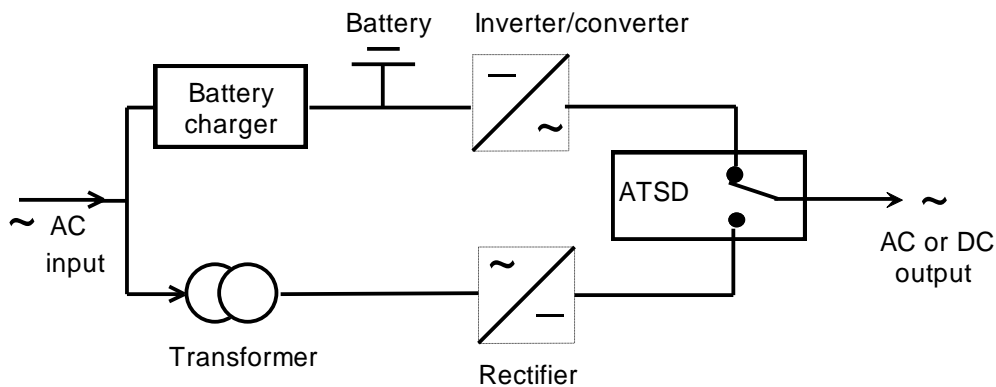 Battery
Inverter/converter
Battery
charger
~
ATSD
~ AC
input
~
AC or DC
output
~
Transformer
Rectifier